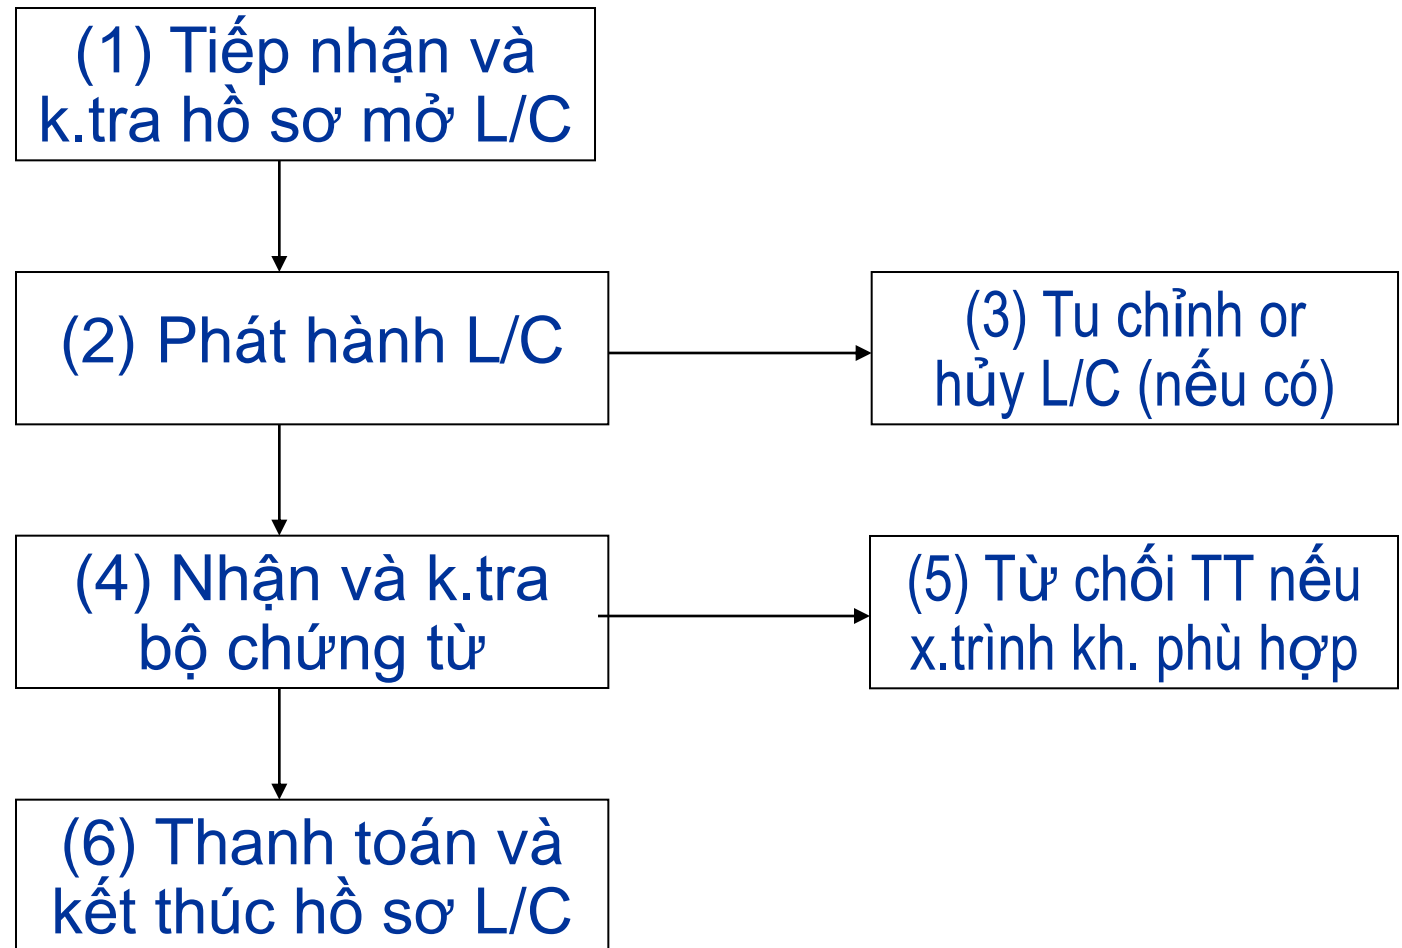 (1) Tiếp nhận và
k.tra hồ sơ mở L/C
(2) Phát hành L/C
(3) Tu chỉnh or
hủy L/C (nếu có)
(4) Nhận và k.tra
bộ chứng từ
(5) Từ chối TT nếu
x.trình kh. phù hợp
(6) Thanh toán và
kết thúc hồ sơ L/C